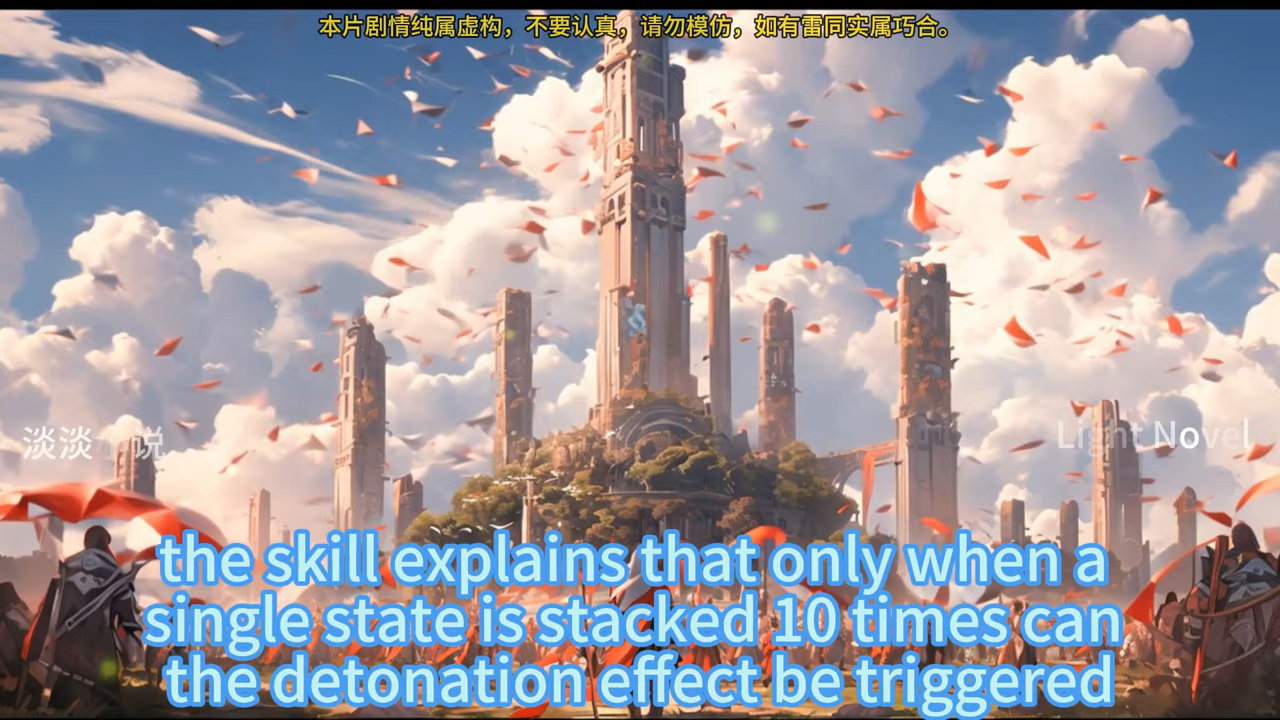 本片剧情纯属虚构，不要认真，请勿模仿，如有雷同实属巧合。
淡淡小说
Light Novel
the skill explains that only when a
single state is stacked 10 times can
the detonation effect be triggered